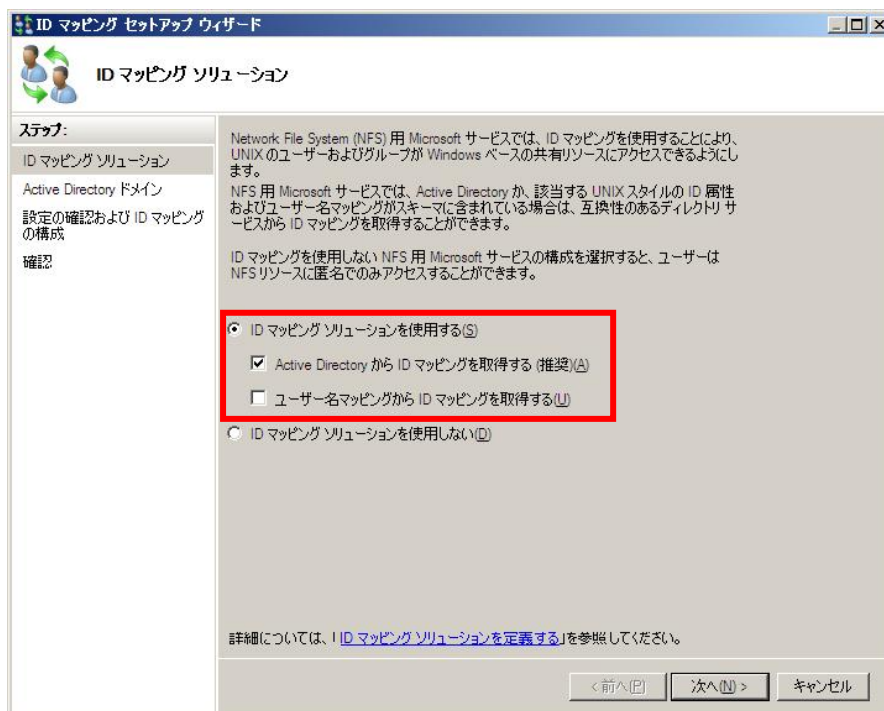 ID マッピング セットアップ ウィザード
ID マッピング ソリューション
ステップ:
ID マッピング ソリューション
Active Directory ドメイン
設定の確認および ID マッピング
の構成
確認
Network File System (NFS) 用 Microsoft サービスでは、ID マッピングを使用することにより、
UNIX のユーザーおよびグループが Windows ベースの共有リソースにアクセスできるようにし
ます。
NFS 用 Microsoft サービスでは、Active Directory か、該当する UNIX スタイルの ID 属性
およびユーザー名マッピングがスキーマに含まれている場合は、互換性のあるディレクトリ サ
ービスから ID マッピングを取得することができます。
ID マッピングを使用しない NFS 用 Microsoft サービスの構成を選択すると、ユーザーは
NFS リソースに匿名でのみアクセスすることができます。
ID マッピング ソリューションを使用する(S)
Active Directory から ID マッピングを取得する (推奨)(A)
ユーザー名マッピングから ID マッピングを取得する(U)
ID マッピング ソリューションを使用しない(D)
詳細については、「ID マッピング ソリューションを定義する」を参照してください。
< 前へ(P)
次へ(N) >
キャンセル